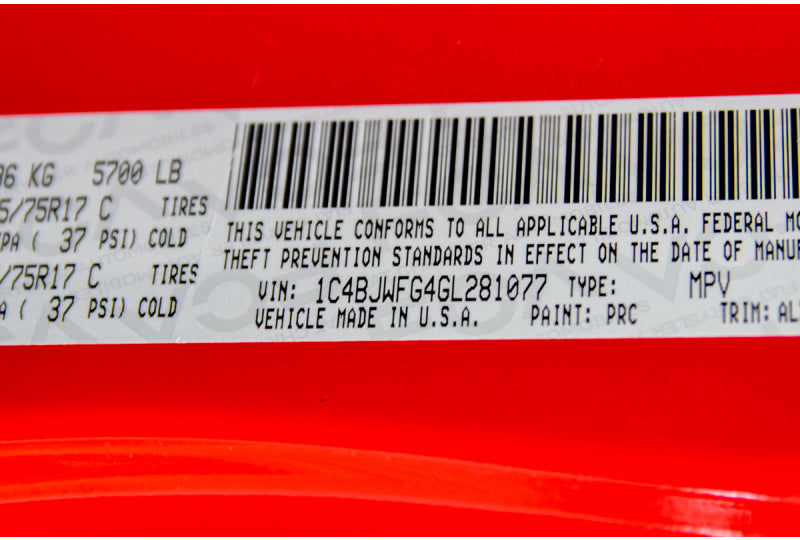 36 KG 5700 LB
5/75R17 C TIRES
PA ( 37 PSI) COLD
/75R17 C TIRES
A ( 37 PSI) COLD
THIS VEHICLE CONFORMS TO ALL APPLICABLE U.S.A. FEDERAL MO
THEFT PREVENTION STANDARDS IN EFFECT ON THE DATE OF MANUF
VIN: 1C4BJWFG4GL281077 TYPE: MPV
VEHICLE MADE IN U.S.A. PAINT: PRC TRIM: AL